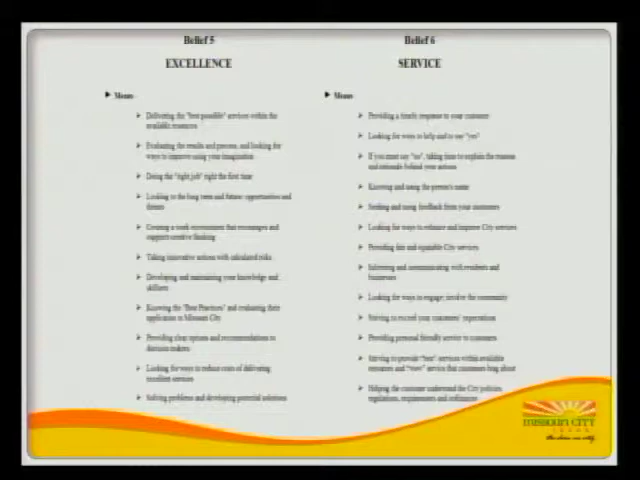 Belief 5
EXCELLENCE
Means
Delivering the "best possible" services within the
available resources
Evaluating the results and process, and looking for
ways to improve using your imagination
Doing the "right job" right the first time
Looking to the long term and future: opportunities and
threats
Creating a work environment that encourages and
supports creative thinking
Taking innovative actions with calculated risks
Developing and maintaining your knowledge and
skillsets
Knowing the "Best Practices" and evaluating their
application to Missouri City
Providing clear options and recommendations to
decision makers
Looking for ways to reduce costs of delivering
excellent services
Solving problems and developing potential solutions
Belief 6
SERVICE
Means
Providing a timely response to your customer
Looking for ways to help and to say "yes"
If you must say "no", taking time to explain the reasons
and rationale behind your actions
Knowing and using the person's name
Seeking and using feedback from your customers
Looking for ways to enhance and improve City services
Providing fair and equitable City services
Informing and communicating with residents and
businesses
Looking for ways to engage/involve the community
Striving to exceed your customers' expectations
Providing personal friendly service to customers
Striving to provide "best" services within available
resources and "wow" service that customers brag about
Helping the customer understand the City policies,
regulations, requirements and ordinances
missouri CITY
TEXAS